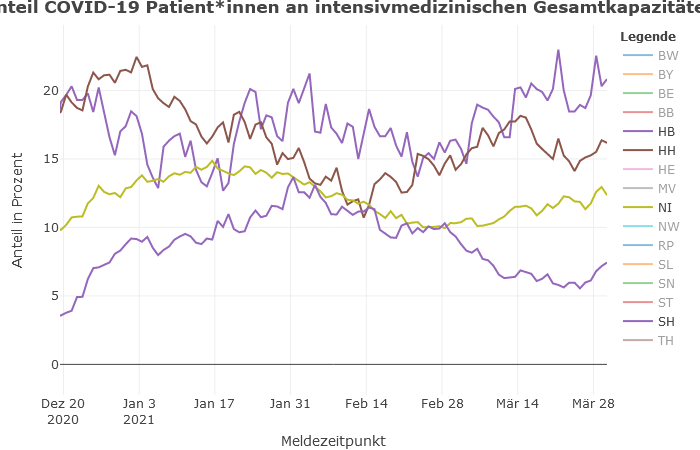 nteil COVID-19 Patient*innen an intensivmedizinischen Gesamtkapazitäte
Legende
BW
BY
BE
BB
HB
HH
HE
MV
NI
NW
RP
SL
SN
ST
SH
TH
Anteil in Prozent
20
15
10
5
0
Dez 20 Jan 3 Jan 17 Jan 31 Feb 14 Feb 28 Mär 14 Mär 28
2020 2021
Meldezeitpunkt